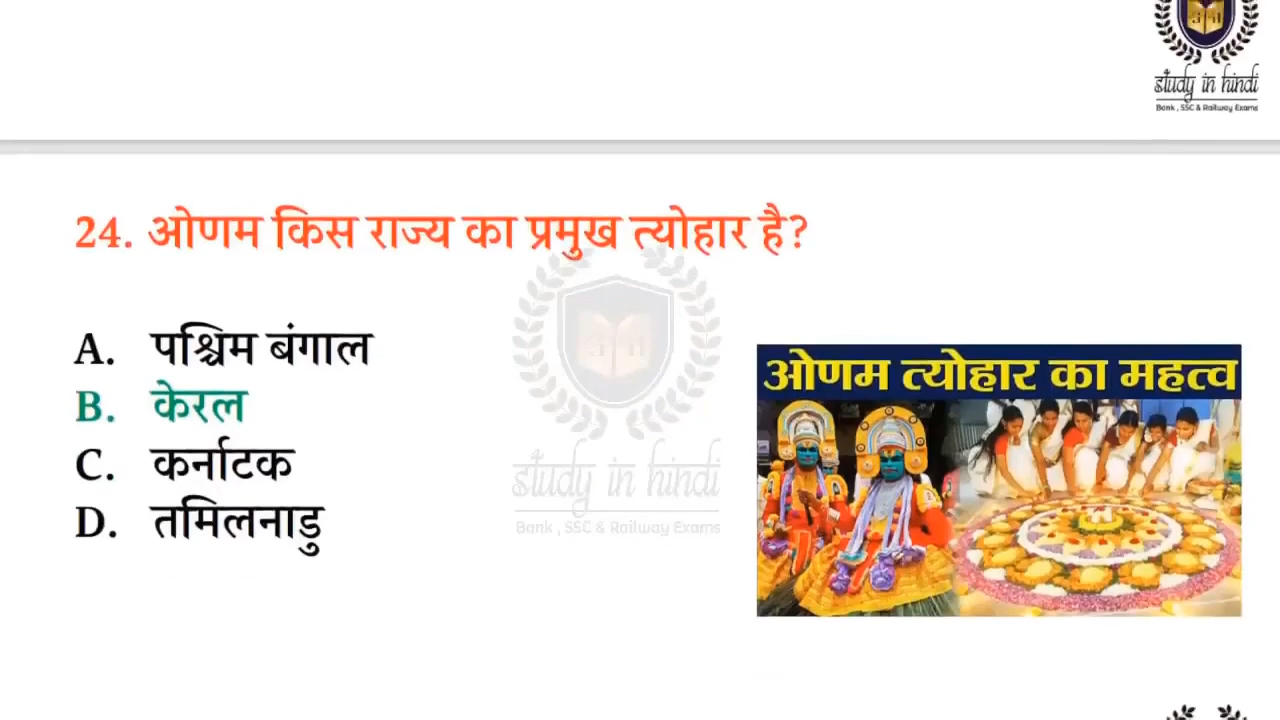 study in hindi
Bank , SSC & Railway Exams
24. ओणम किस राज्य का प्रमुख त्योहार है?
A. पश्चिम बंगाल
B. केरल
C. कर्नाटक
D. तमिलनाडु
ओणम त्योहार का महत्व
study in hindi
Bank , SSC & Railway Exams